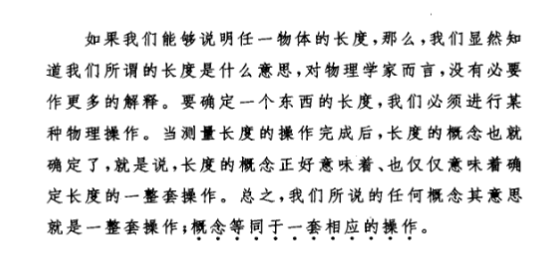 如果我们能够说明任一物体的长度,那么,我们显然知
道我们所谓的长度是什么意思,对物理学家而言,没有必要
作更多的解释。要确定一个东西的长度,我们必须进行某
种物理操作。当测量长度的操作完成后,长度的概念也就
确定了,就是说,长度的概念正好意味着、也仅仅意味着确
定长度的一整套操作。总之,我们所说的任何概念其意思
就是一整套操作;概念等同于一套相应的操作。